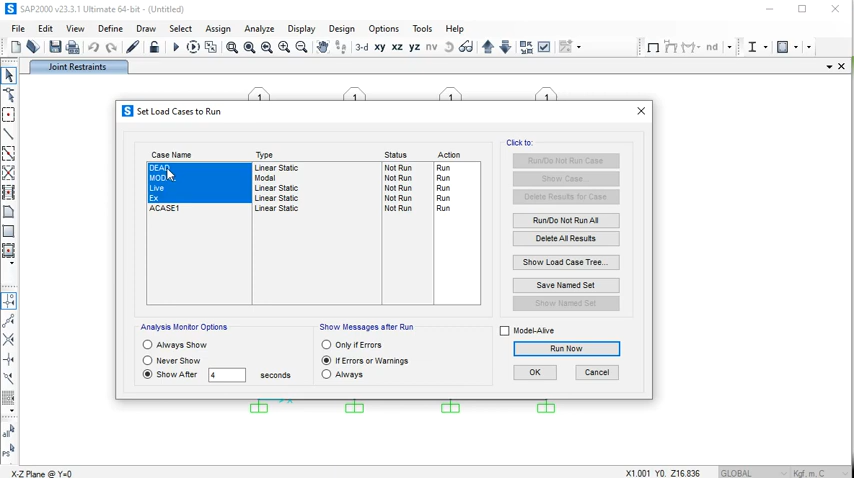 SAP2000 v23.3.1 Ultimate 64-bit - (Untitled)
File Edit View Define Draw Select Assign Analyze Display Design Options Tools Help
3-d xy xz yz nv nd
Joint Restraints
1 1 1 1
Set Load Cases to Run
Case Name Type Status Action
Click to:
DEAD Linear Static Not Run Run
MODAL Modal Not Run Run
Live Linear Static Not Run Run
Ex Linear Static Not Run Run
ACASE1 Linear Static Not Run Run
Run/Do Not Run Case
Show Case...
Delete Results for Case
Run/Do Not Run All
Delete All Results
Show Load Case Tree...
Save Named Set
Show Named Set
Analysis Monitor Options
Always Show
Never Show
Show After 4 seconds
Show Messages after Run
Only if Errors
If Errors or Warnings
Always
Model-Alive
Run Now
OK Cancel
X
all
PS
X-Z Plane @ Y=0
X1.001 Y0. Z16.836
GLOBAL
Kgf, m, C